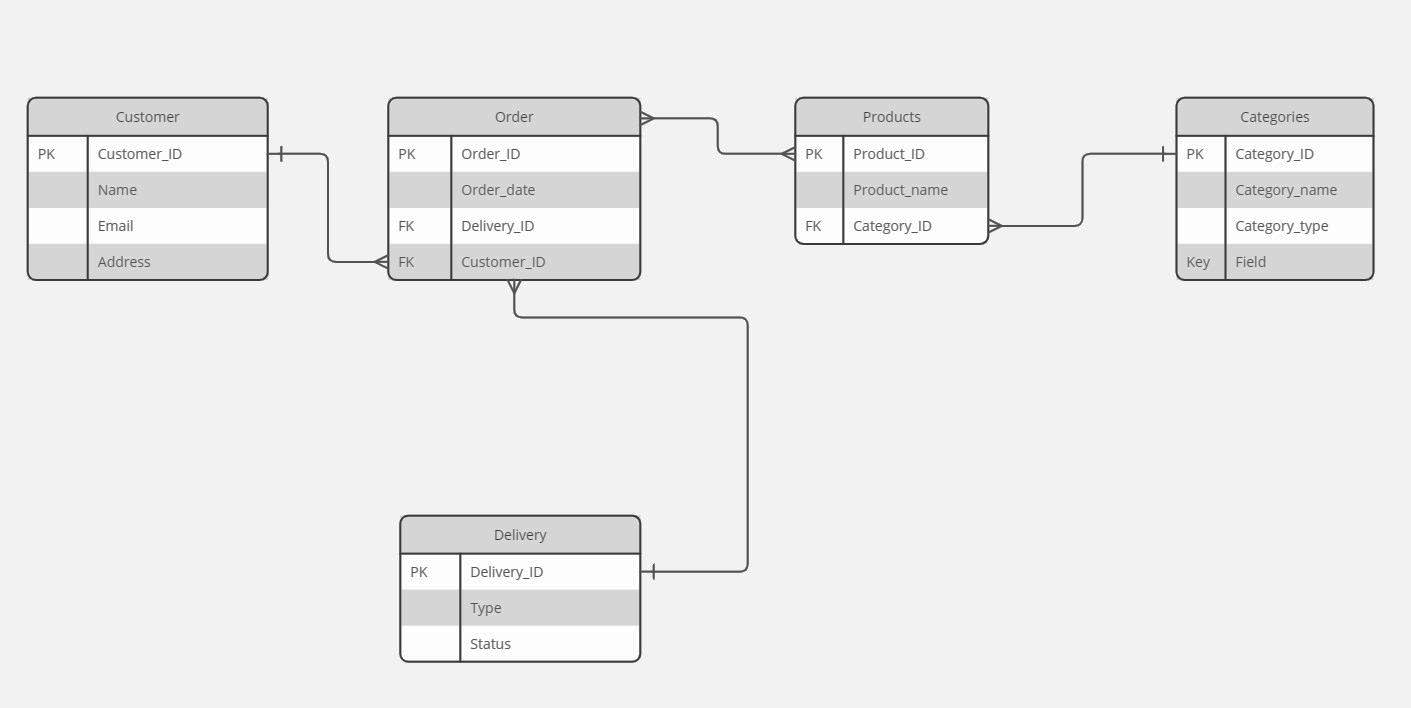 Customer
PK Customer_ID
Name
Email
Address
Order
PK Order_ID
Order_date
FK Delivery_ID
FK Customer_ID
Products
PK Product_ID
Product_name
FK Category_ID
Categories
PK Category_ID
Category_name
Category_type
Key Field
Delivery
PK Delivery_ID
Type
Status